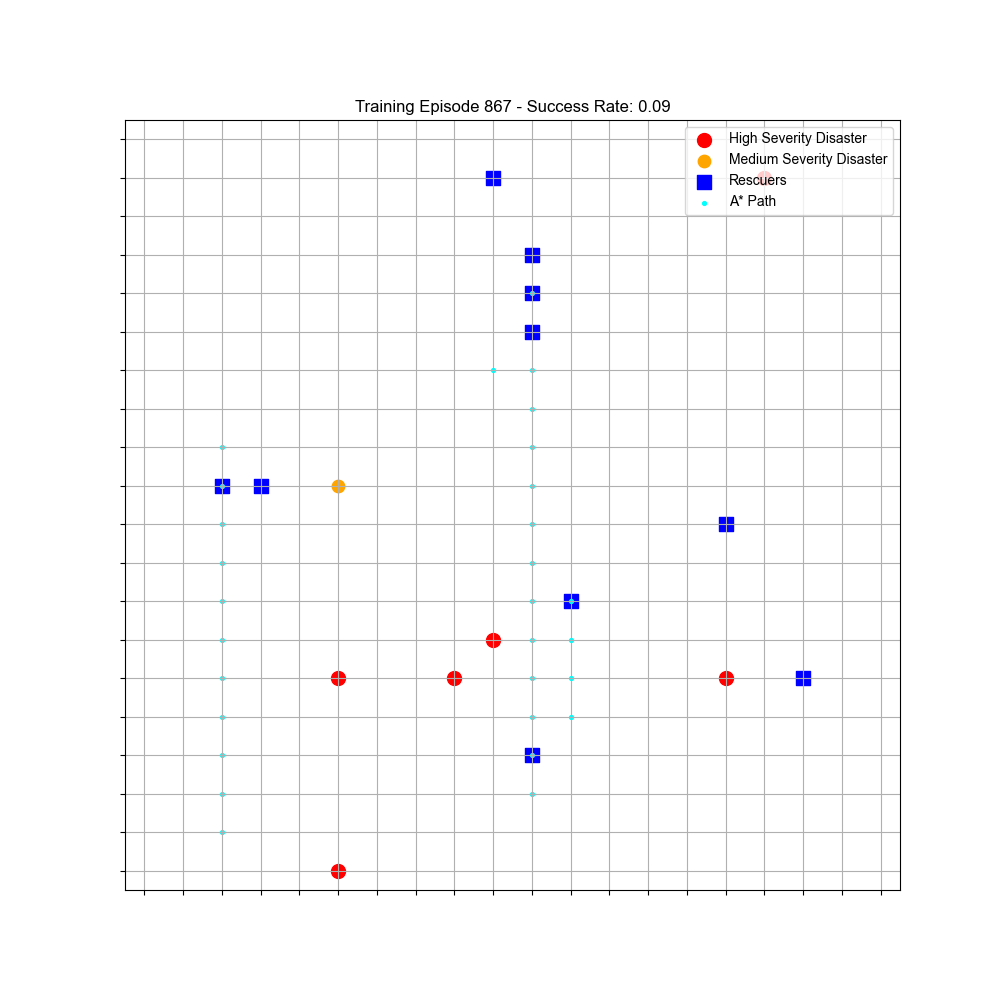 Training Episode 867 - Success Rate: 0.09
High Severity Disaster
Medium Severity Disaster
Rescuers
A* Path